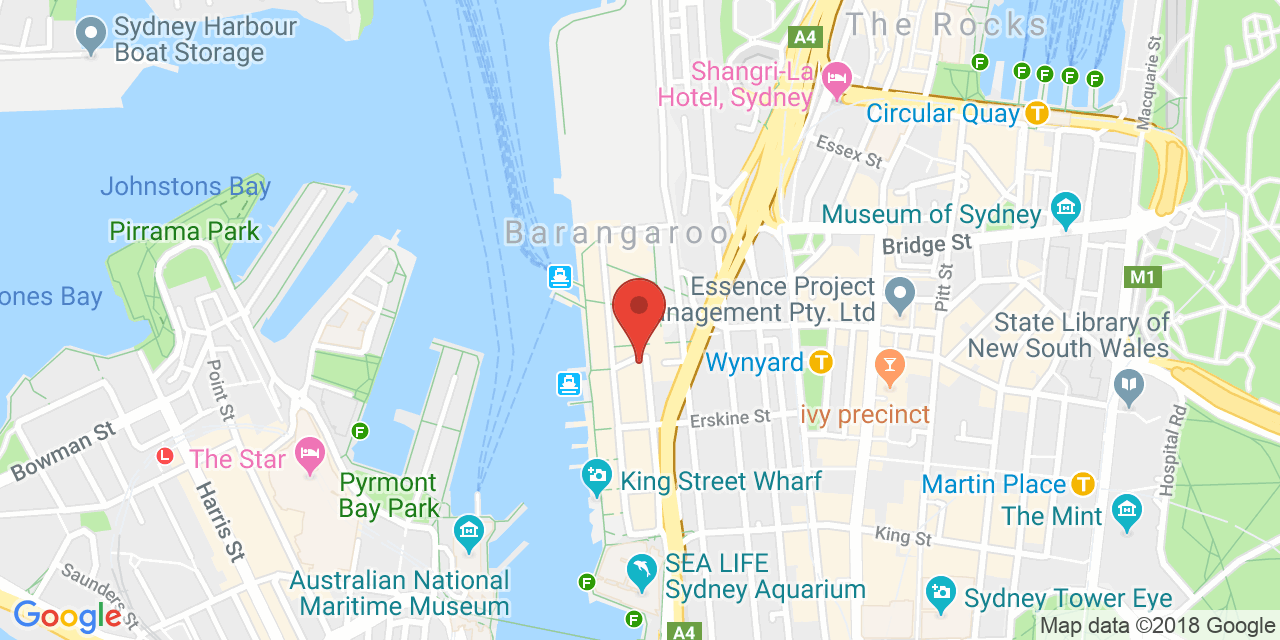 Sydney Harbour
Boat Storage
The Rocks
A4
Macquarie St
Shangri-La
Hotel, Sydney
Circular Quay
T
F
F
F
F
F
Essex St
Johnstons Bay
Pirrama Park
Museum of Sydney
Barangaroo
Bridge St
M1
Pitt St
ones Bay
Essence Project
nagement Pty. Ltd
State Library of
New South Wales
Wynyard
T
Point St
ivy precinct
Erskine St
Hospital Rd
Bowman St
F
L
The Star
Pyrmont
Bay Park
King Street Wharf
Martin Place
T
The Mint
Harris St
King St
SEA LIFE
Sydney Aquarium
F
Australian National
Maritime Museum
Saunders St
Sydney Tower Eye
F
A4
Google
Map data ©2018 Google